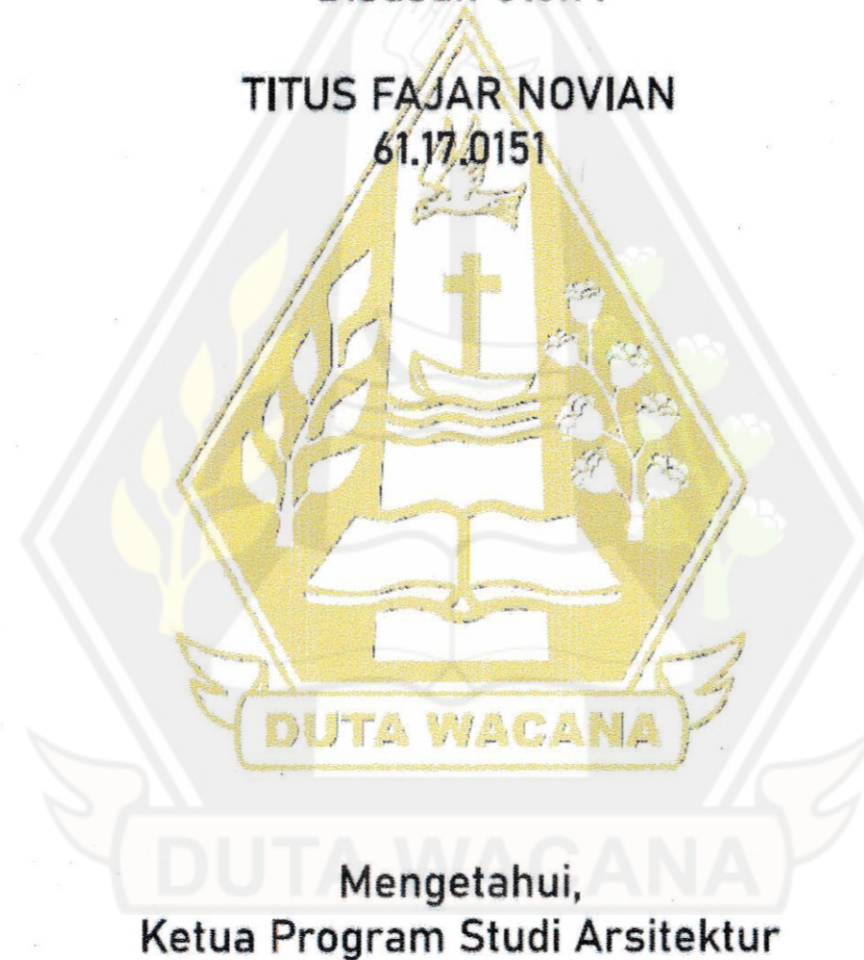 TITUS FAJAR NOVIAN
61.17.0151
DUTA WACANA
DUTA WACANA
Mengetahui,
Ketua Program Studi Arsitektur